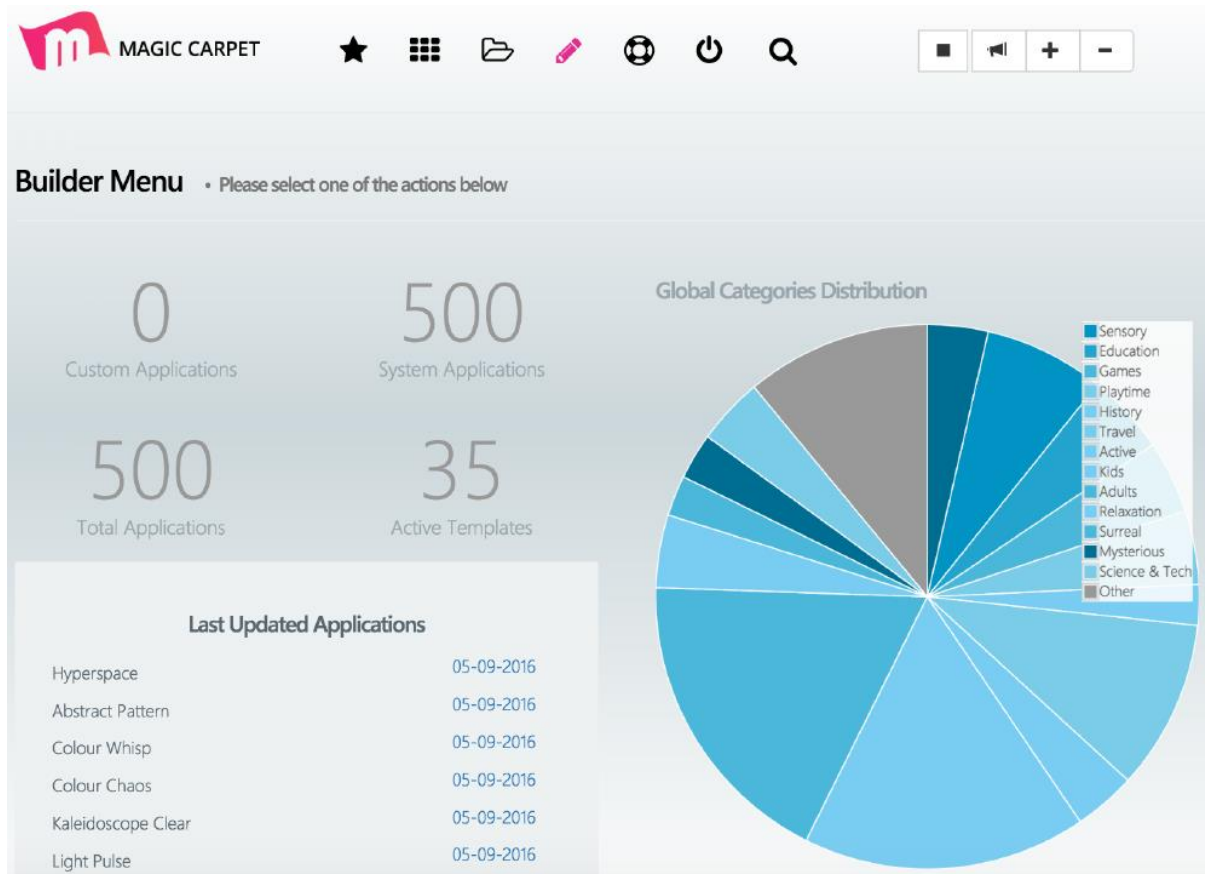 m MAGIC CARPET
Builder Menu • Please select one of the actions below
0
Custom Applications
500
System Applications
500
Total Applications
35
Active Templates
Last Updated Applications
Hyperspace 05-09-2016
Abstract Pattern 05-09-2016
Colour Whisp 05-09-2016
Colour Chaos 05-09-2016
Kaleidoscope Clear 05-09-2016
Light Pulse 05-09-2016
Global Categories Distribution
Sensory
Education
Games
Playtime
History
Travel
Active
Kids
Adults
Relaxation
Surreal
Mysterious
Science & Tech
Other